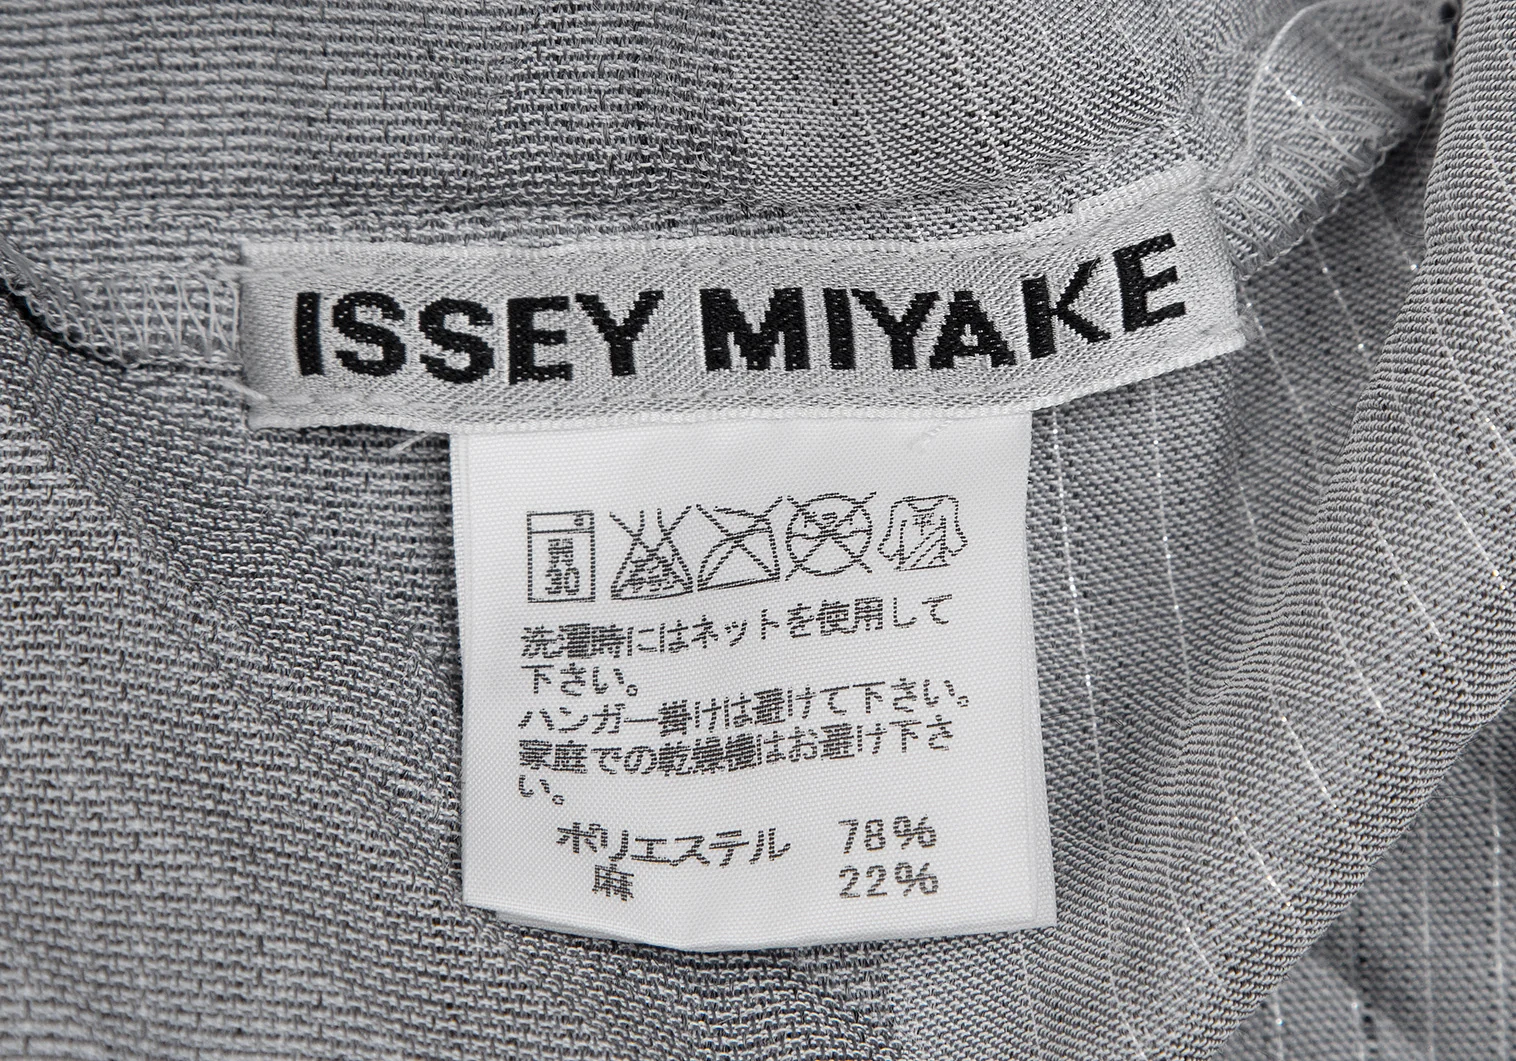 ISSEY MIYAKE
弱
30
洗濯時にはネットを使用して
下さい。
ハンガー掛けは避けて下さい。
家庭での乾燥機はお避け下さ
い。
ポリエステル 78%
麻 22%